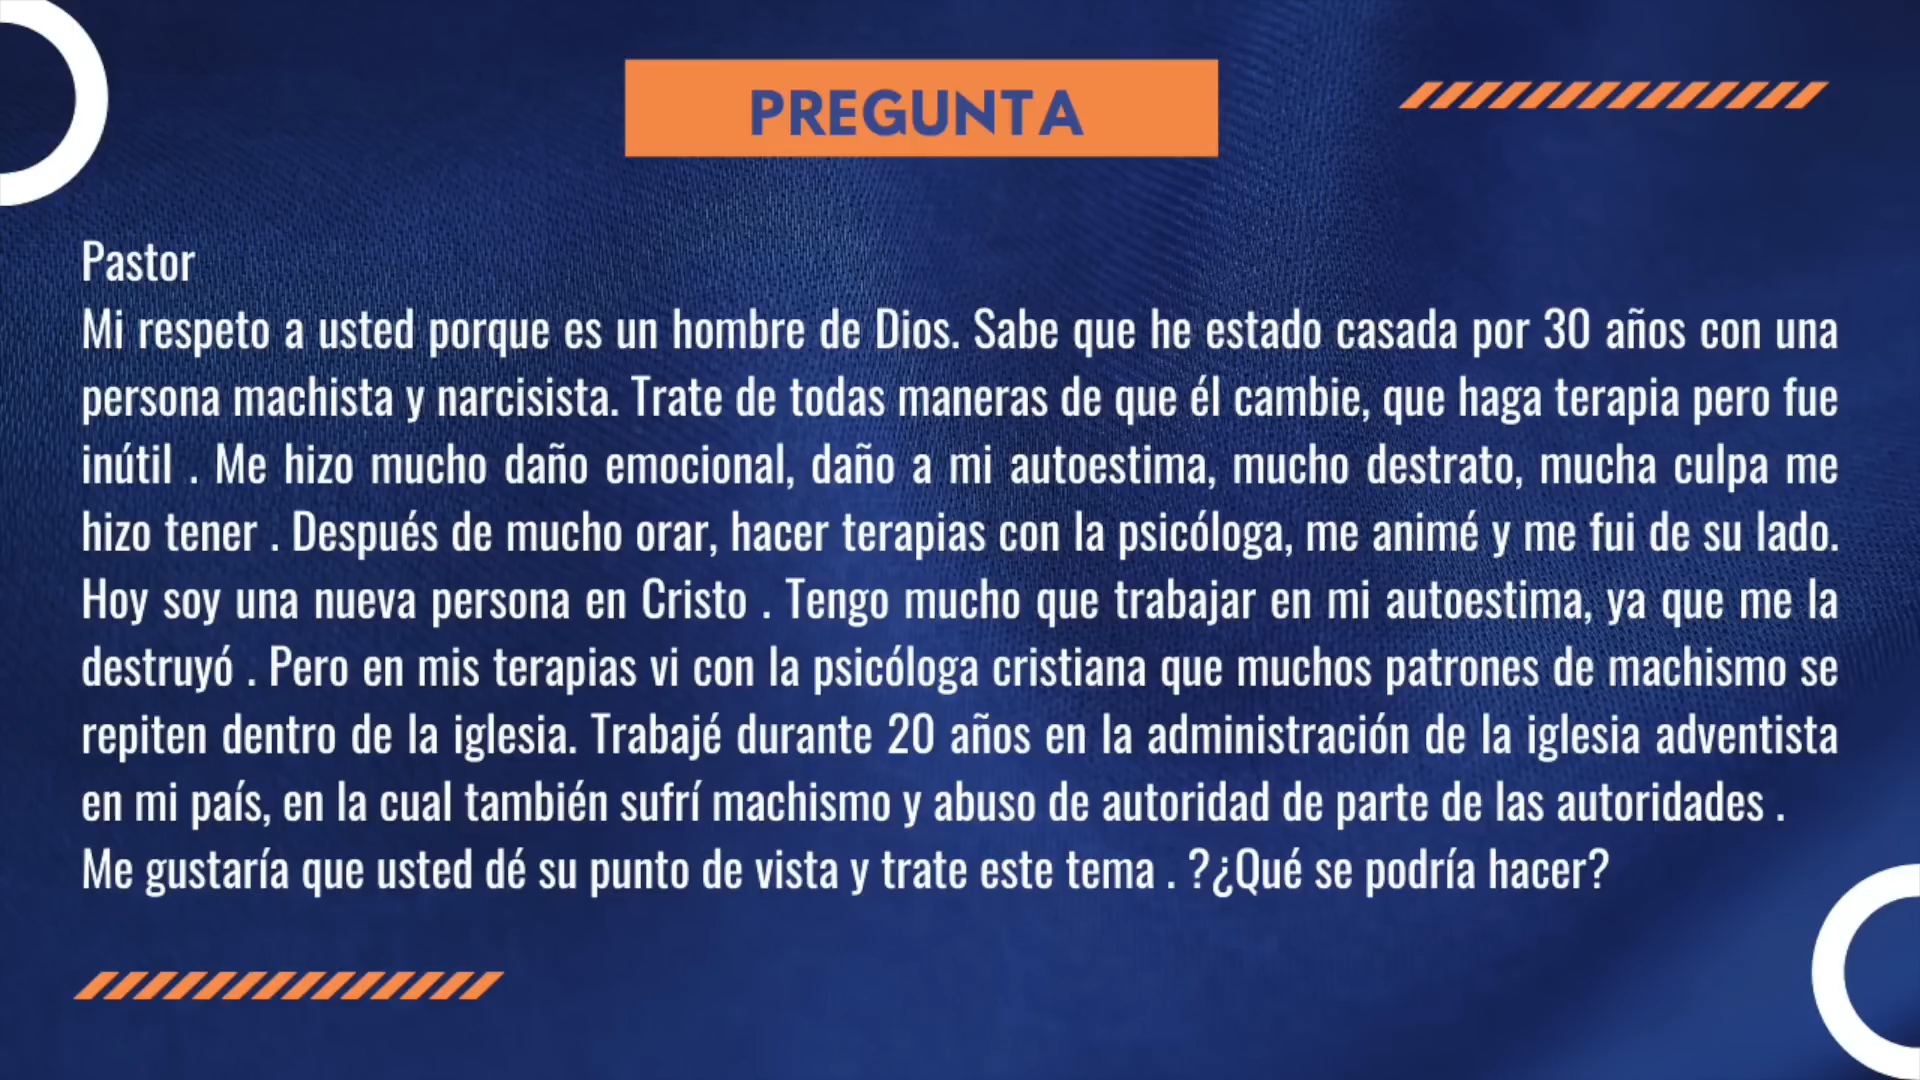 PREGUNTA
Pastor
Mi respeto a usted porque es un hombre de Dios. Sabe que he estado casada por 30 años con una
persona machista y narcisista. Trate de todas maneras de que él cambie, que haga terapia pero fue
inútil . Me hizo mucho daño emocional, daño a mi autoestima, mucho destrato, mucha culpa me
hizo tener . Después de mucho orar, hacer terapias con la psicóloga, me animé y me fui de su lado.
Hoy soy una nueva persona en Cristo . Tengo mucho que trabajar en mi autoestima, ya que me la
destruyó . Pero en mis terapias vi con la psicóloga cristiana que muchos patrones de machismo se
repiten dentro de la iglesia. Trabajé durante 20 años en la administración de la iglesia adventista
en mi país, en la cual también sufrí machismo y abuso de autoridad de parte de las autoridades .
Me gustaría que usted dé su punto de vista y trate este tema . ?¿Qué se podría hacer?